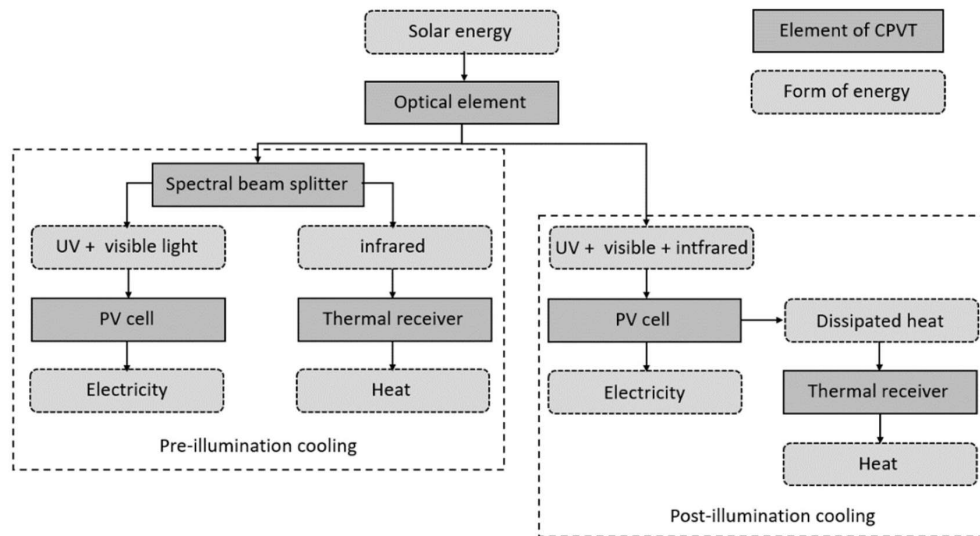 Solar energy
Element of CPVT
Optical element
Form of energy
Spectral beam splitter
UV + visible light
infrared
UV + visible + intfrared
PV cell
Thermal receiver
PV cell
Dissipated heat
Electricity
Heat
Electricity
Thermal receiver
Pre-illumination cooling
Heat
Post-illumination cooling